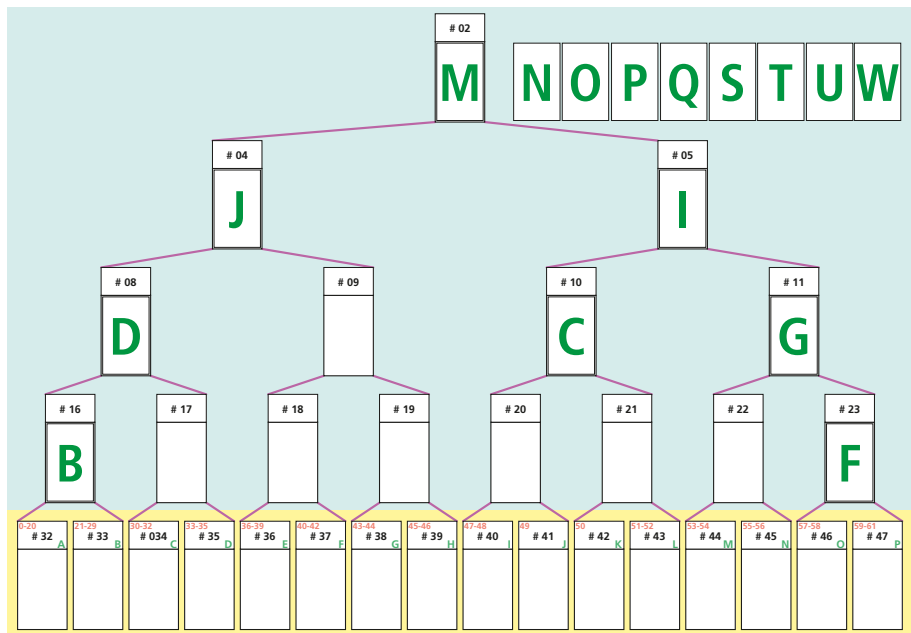 # 02
M N O P Q S T U W
# 04 # 05
J I
# 08 # 09 # 10 # 11
D C G
# 16 # 17 # 18 # 19 # 20 # 21 # 22 # 23
B F
0-20 21-29 30-32 33-35 36-39 40-42 43-44 45-46 47-48 49 50 51-52 53-54 55-56 57-58 59-61
# 32 # 33 # 034 # 35 # 36 # 37 # 38 # 39 # 40 # 41 # 42 # 43 # 44 # 45 # 46 # 47
A B C D E F G H I J K L M N O P